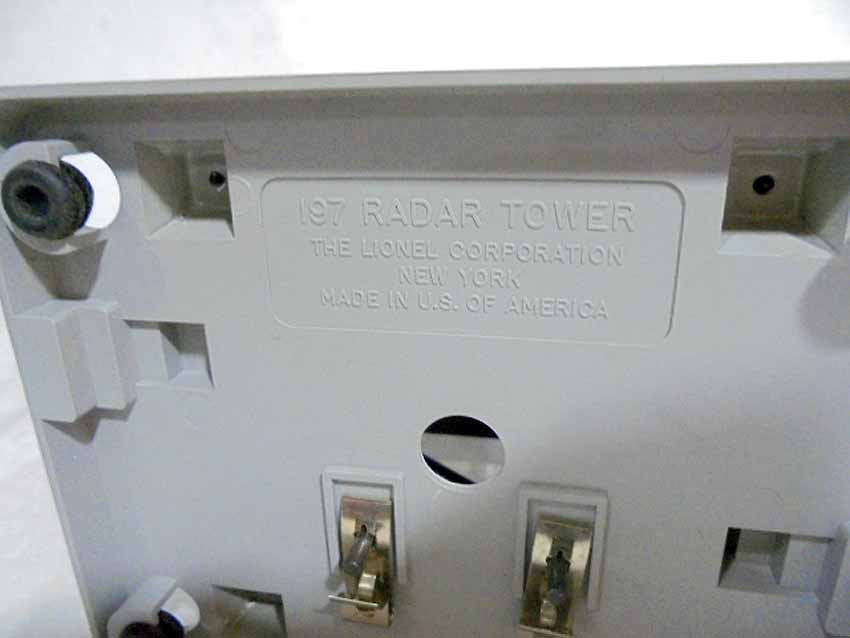 197 RADAR TOWER
THE LIONEL CORPORATION
NEW YORK
MADE IN U.S. OF AMERICA